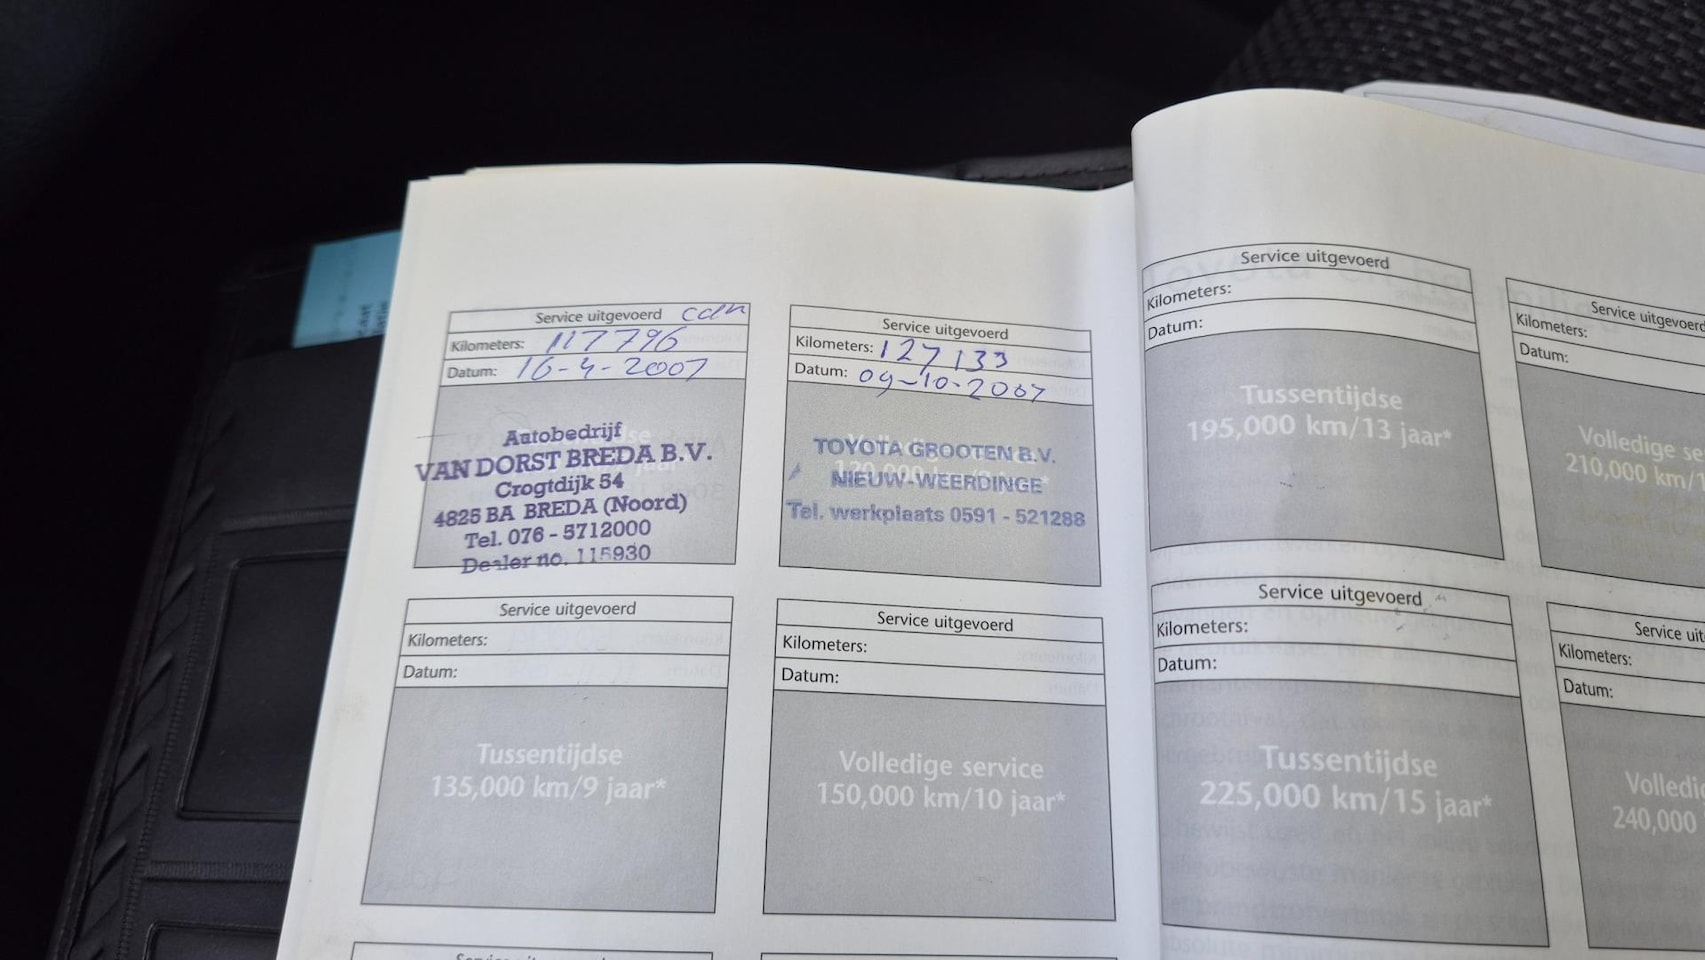 Service uitgevoerd
Kilometers: 117796
Datum: 16-4-2007
Autobedrijf
VAN DORST BREDA B.V.
Crogtdijk 54
4825 BA BREDA (Noord)
Tel. 076 - 5712000
Dealer no. 115930
Service uitgevoerd
Kilometers: 127133
Datum: 09-10-2007
TOYOTA GROOTEN B.V.
NIEUW-WEERDINGE
Tel. werkplaats 0591 - 521288
Service uitgevoerd
Kilometers:
Datum:
Tussentijdse
135,000 km/9 jaar*
Service uitgevoerd
Kilometers:
Datum:
Volledige service
150,000 km/10 jaar*
Service uitgevoerd
Kilometers:
Datum:
Tussentijdse
195,000 km/13 jaar*
Service uitgevoerd
Kilometers:
Datum:
Volledige se
210,000 km/1
Service uitgevoerd
Kilometers:
Datum:
Tussentijdse
225,000 km/15 jaar*
Service uit
Kilometers:
Datum:
Volledi
240,000